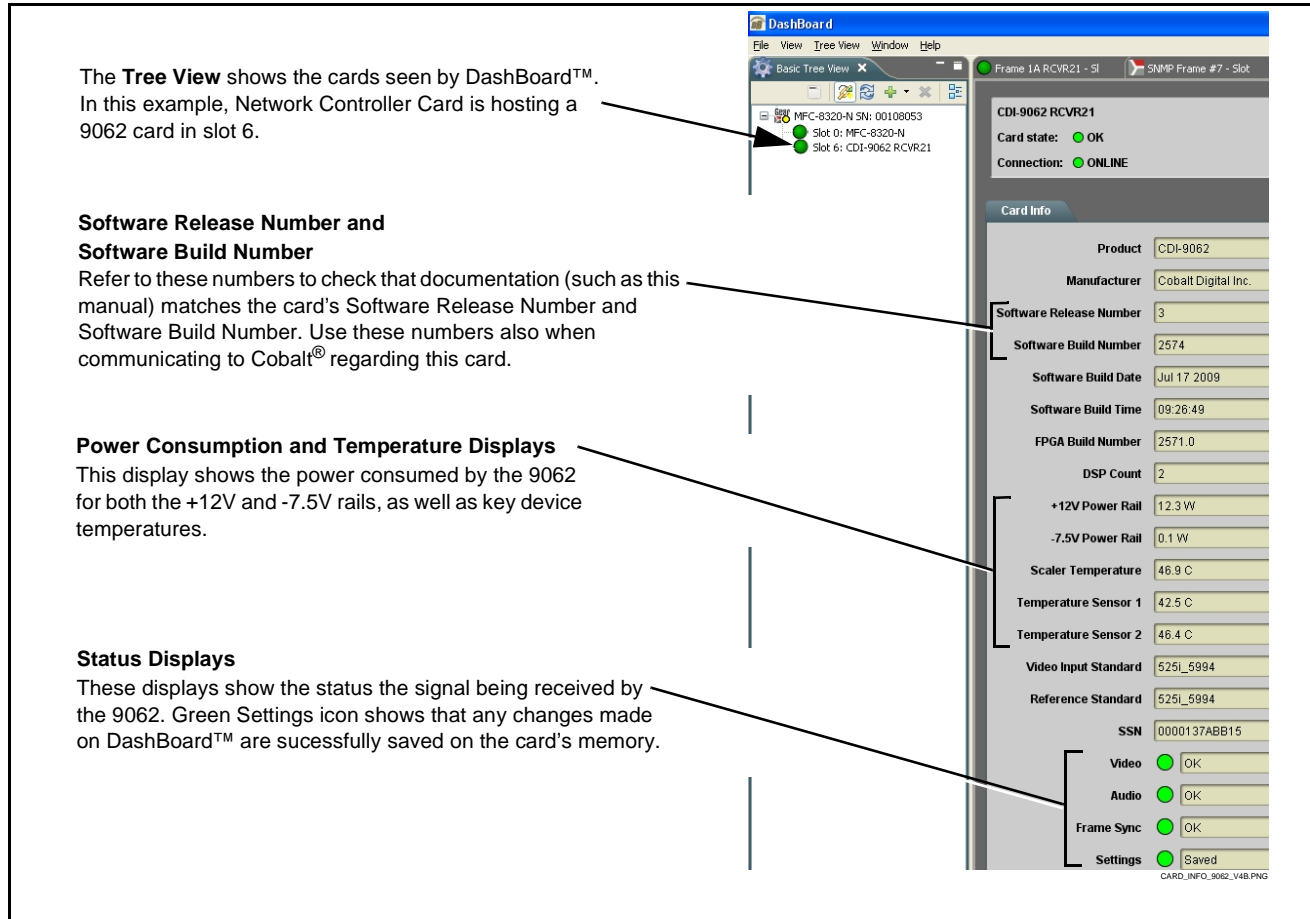 The Tree View shows the cards seen by DashBoard™.
In this example, Network Controller Card is hosting a
9062 card in slot 6.
Software Release Number and
Software Build Number
Refer to these numbers to check that documentation (such as this
manual) matches the card’s Software Release Number and
Software Build Number. Use these numbers also when
communicating to Cobalt® regarding this card.
Power Consumption and Temperature Displays
This display shows the power consumed by the 9062
for both the +12V and -7.5V rails, as well as key device
temperatures.
Status Displays
These displays show the status the signal being received by
the 9062. Green Settings icon shows that any changes made
on DashBoard™ are sucessfully saved on the card’s memory.
DashBoard
File View Tree View Window Help
Basic Tree View
MFC-8320-N SN: 00108053
Slot 0: MFC-8320-N
Slot 6: CDI-9062 RCVR21
Frame 1A RCVR21 - Sl
SNMP Frame #7 - Slot
CDI-9062 RCVR21
Card state: OK
Connection: ONLINE
Card Info
Product CDI-9062
Manufacturer Cobalt Digital Inc.
Software Release Number 3
Software Build Number 2574
Software Build Date Jul 17 2009
Software Build Time 09:26:49
FPGA Build Number 2571.0
DSP Count 2
+12V Power Rail 12.3 W
-7.5V Power Rail 0.1 W
Scaler Temperature 46.9 C
Temperature Sensor 1 42.5 C
Temperature Sensor 2 46.4 C
Video Input Standard 525i_5994
Reference Standard 525i_5994
SSN 0000137ABB15
Video OK
Audio OK
Frame Sync OK
Settings Saved
CARD_INFO_9062_V4B.PNG